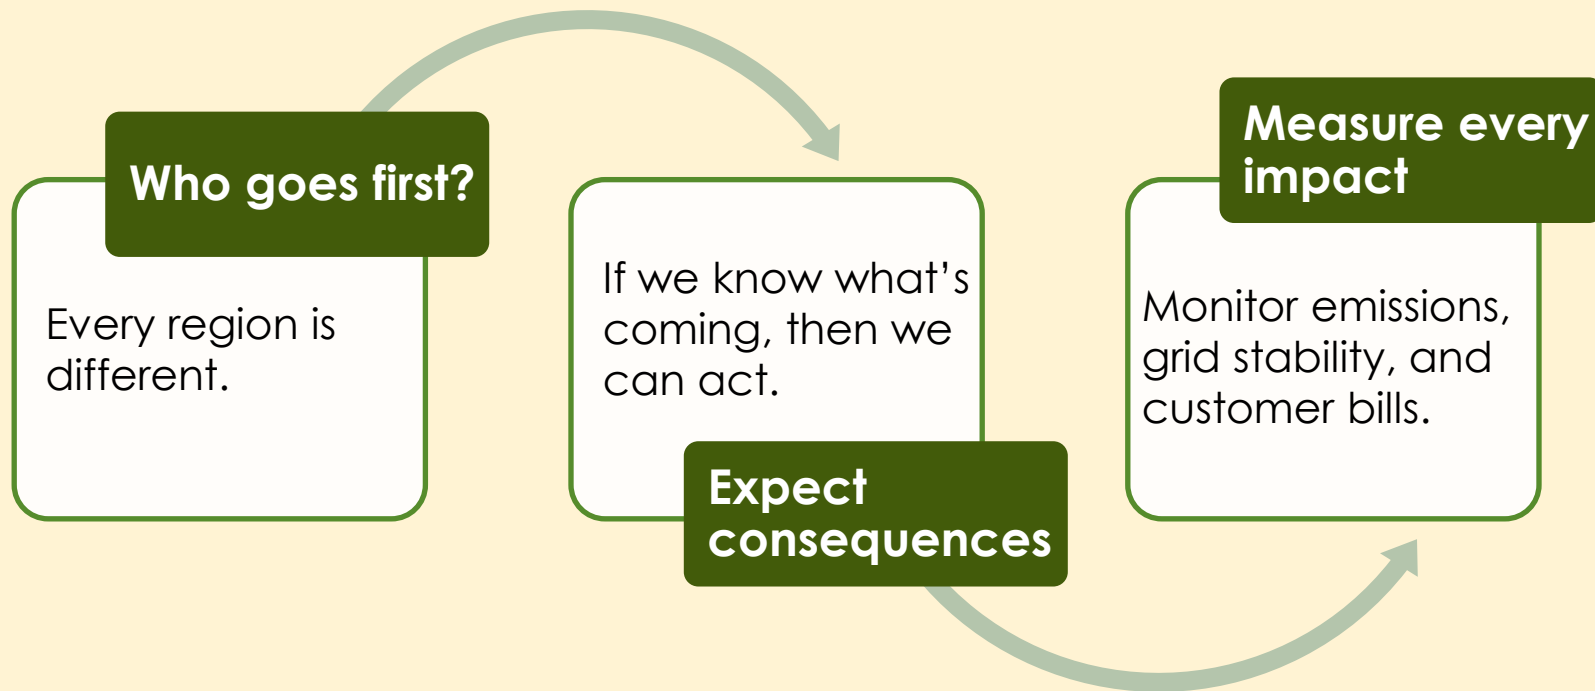 Who goes first?
Every region is
different.
If we know what’s
coming, then we
can act.
Expect
consequences
Measure every
impact
Monitor emissions,
grid stability, and
customer bills.